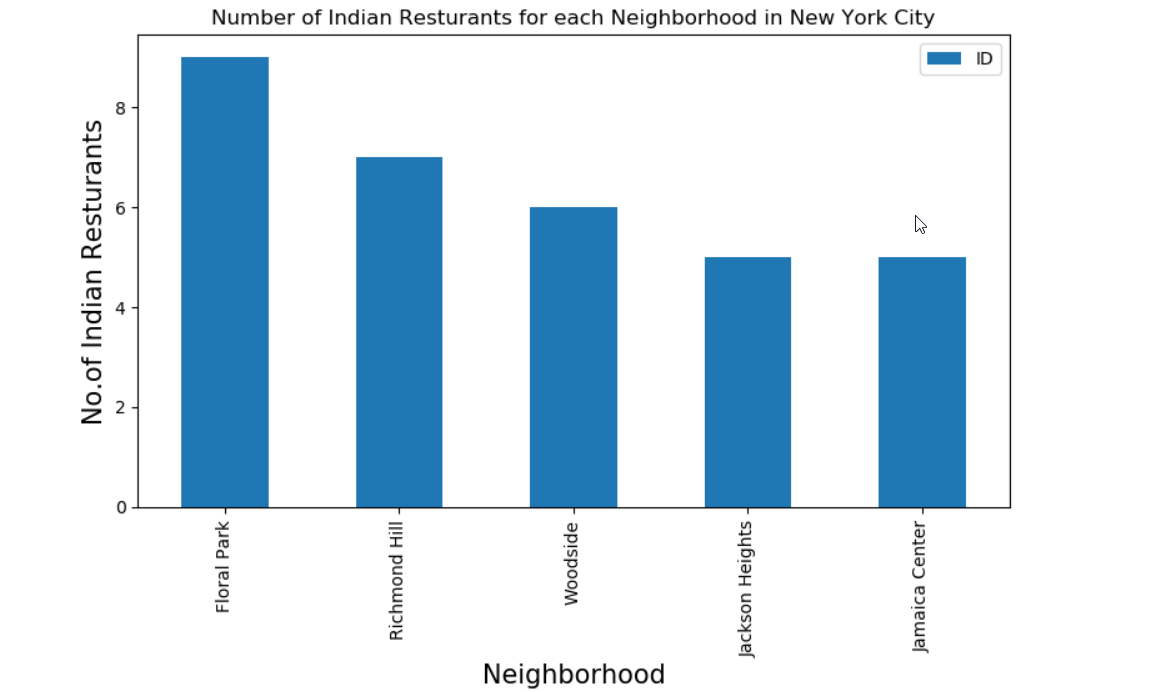 Number of Indian Resturants for each Neighborhood in New York City
ID
No.of Indian Resturants
8
6
4
2
0
Floral Park
Richmond Hill
Woodside
Jackson Heights
Jamaica Center
Neighborhood